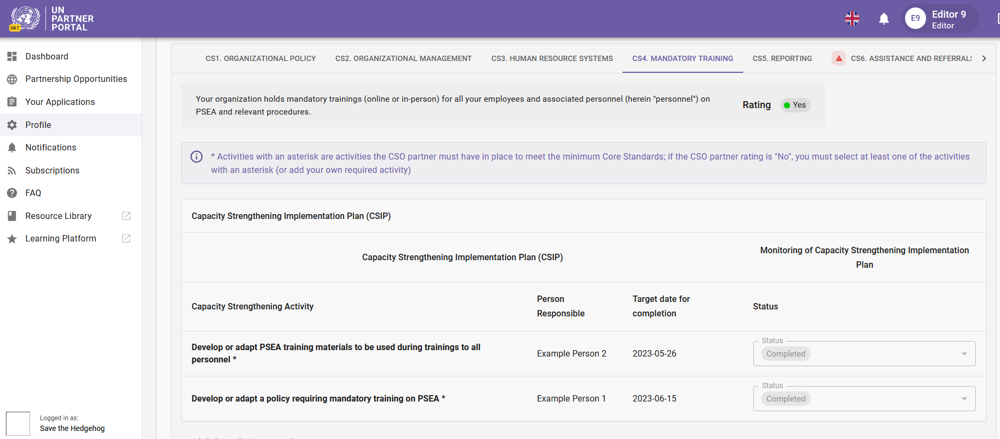 UN
PARTNER
PORTAL
UAT
E9
Editor 9
Editor
Dashboard
Partnership Opportunities
Your Applications
Profile
Notifications
Subscriptions
FAQ
Resource Library
Learning Platform
Logged in as:
Save the Hedgehog
CS1. ORGANIZATIONAL POLICY
CS2. ORGANIZATIONAL MANAGEMENT
CS3. HUMAN RESOURCE SYSTEMS
CS4. MANDATORY TRAINING
CS5. REPORTING
CS6. ASSISTANCE AND REFERRALS
Your organization holds mandatory trainings (online or in-person) for all your employees and associated personnel (herein "personnel") on
PSEA and relevant procedures.
Rating
Yes
* Activities with an asterisk are activities the CSO partner must have in place to meet the minimum Core Standards; if the CSO partner rating is "No", you must select at least one of the activities
with an asterisk (or add your own required activity)
Capacity Strengthening Implementation Plan (CSIP)
Capacity Strengthening Implementation Plan (CSIP)
Monitoring of Capacity Strengthening Implementation
Plan
Capacity Strengthening Activity
Person
Responsible
Target date for
completion
Status
Develop or adapt PSEA training materials to be used during trainings to all
personnel *
Example Person 2
2023-05-26
Status
Completed
Develop or adapt a policy requiring mandatory training on PSEA *
Example Person 1
2023-06-15
Status
Completed